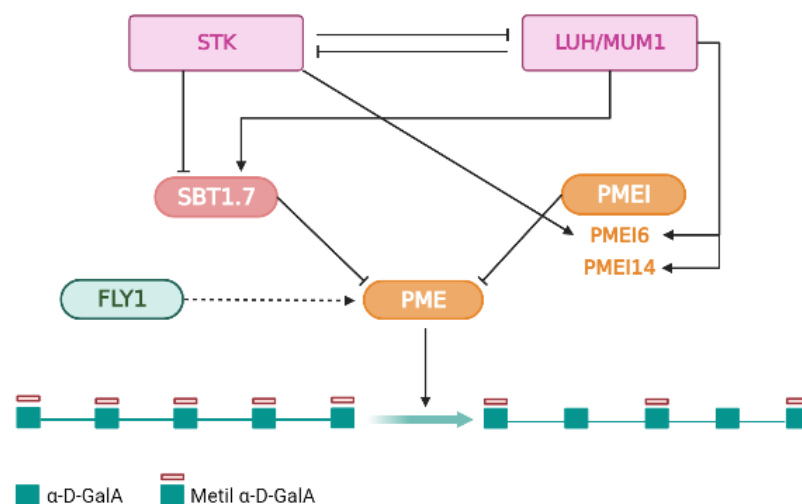 STK
LUH/MUM1
SBT1.7
PMEI
PMEI6
PMEI14
FLY1
PME
α-D-GalA
Metil α-D-GalA